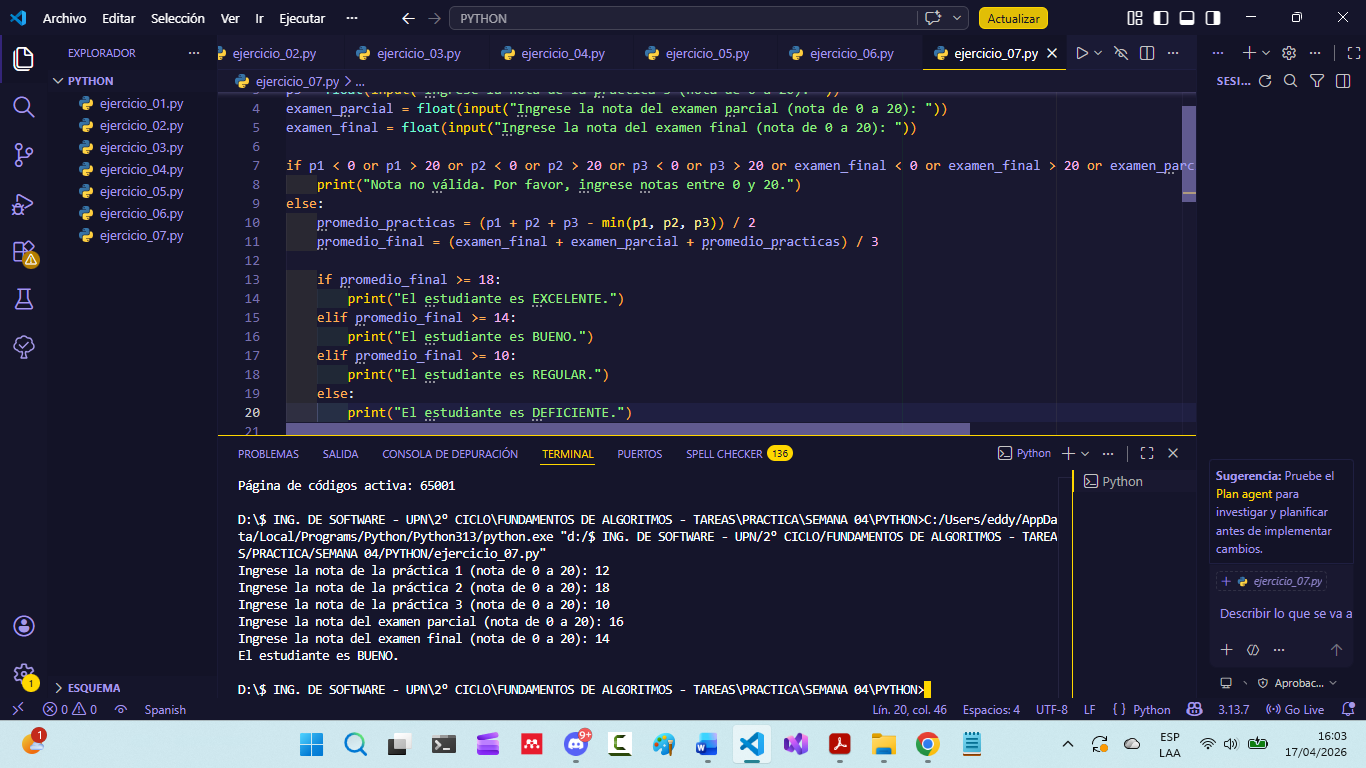 Archivo Editar Selección Ver Ir Ejecutar ··· PYTHON Actualizar
EXPLORADOR
PYTHON
ejercicio_01.py
ejercicio_02.py
ejercicio_03.py
ejercicio_04.py
ejercicio_05.py
ejercicio_06.py
ejercicio_07.py
ESQUEMA
ejercicio_02.py ejercicio_03.py ejercicio_04.py ejercicio_05.py ejercicio_06.py ejercicio_07.py
ejercicio_07.py > ...
4 examen_parcial = float(input("Ingrese la nota del examen parcial (nota de 0 a 20): "))
5 examen_final = float(input("Ingrese la nota del examen final (nota de 0 a 20): "))
6
7 if p1 < 0 or p1 > 20 or p2 < 0 or p2 > 20 or p3 < 0 or p3 > 20 or examen_final < 0 or examen_final > 20 or examen_parc
8 print("Nota no válida. Por favor, ingrese notas entre 0 y 20.")
9 else:
10 promedio_practicas = (p1 + p2 + p3 - min(p1, p2, p3)) / 2
11 promedio_final = (examen_final + examen_parcial + promedio_practicas) / 3
12
13 if promedio_final >= 18:
14 print("El estudiante es EXCELENTE.")
15 elif promedio_final >= 14:
16 print("El estudiante es BUENO.")
17 elif promedio_final >= 10:
18 print("El estudiante es REGULAR.")
19 else:
20 print("El estudiante es DEFICIENTE.")
21
PROBLEMAS SALIDA CONSOLA DE DEPURACIÓN TERMINAL PUERTOS SPELL CHECKER 136 Python
Python
Página de códigos activa: 65001
D:\$ ING. DE SOFTWARE - UPN\2º CICLO\FUNDAMENTOS DE ALGORITMOS - TAREAS\PRACTICA\SEMANA 04\PYTHON>C:/Users/eddy/AppDa
ta/Local/Programs/Python/Python313/python.exe "d:/$ ING. DE SOFTWARE - UPN/2º CICLO/FUNDAMENTOS DE ALGORITMOS - TAREA
S/PRACTICA/SEMANA 04/PYTHON/ejercicio_07.py"
Ingrese la nota de la práctica 1 (nota de 0 a 20): 12
Ingrese la nota de la práctica 2 (nota de 0 a 20): 18
Ingrese la nota de la práctica 3 (nota de 0 a 20): 10
Ingrese la nota del examen parcial (nota de 0 a 20): 16
Ingrese la nota del examen final (nota de 0 a 20): 14
El estudiante es BUENO.
D:\$ ING. DE SOFTWARE - UPN\2º CICLO\FUNDAMENTOS DE ALGORITMOS - TAREAS\PRACTICA\SEMANA 04\PYTHON>
SESI...
Sugerencia: Pruebe el
Plan agent para
investigar y planificar
antes de implementar
cambios.
ejercicio_07.py
Describir lo que se va a
Aprobac...
1
0 0 Spanish Lín. 20, col. 46 Espacios: 4 UTF-8 LF { } Python 3.13.7 Go Live
1 9+ ESP
LAA
16:03
17/04/2026